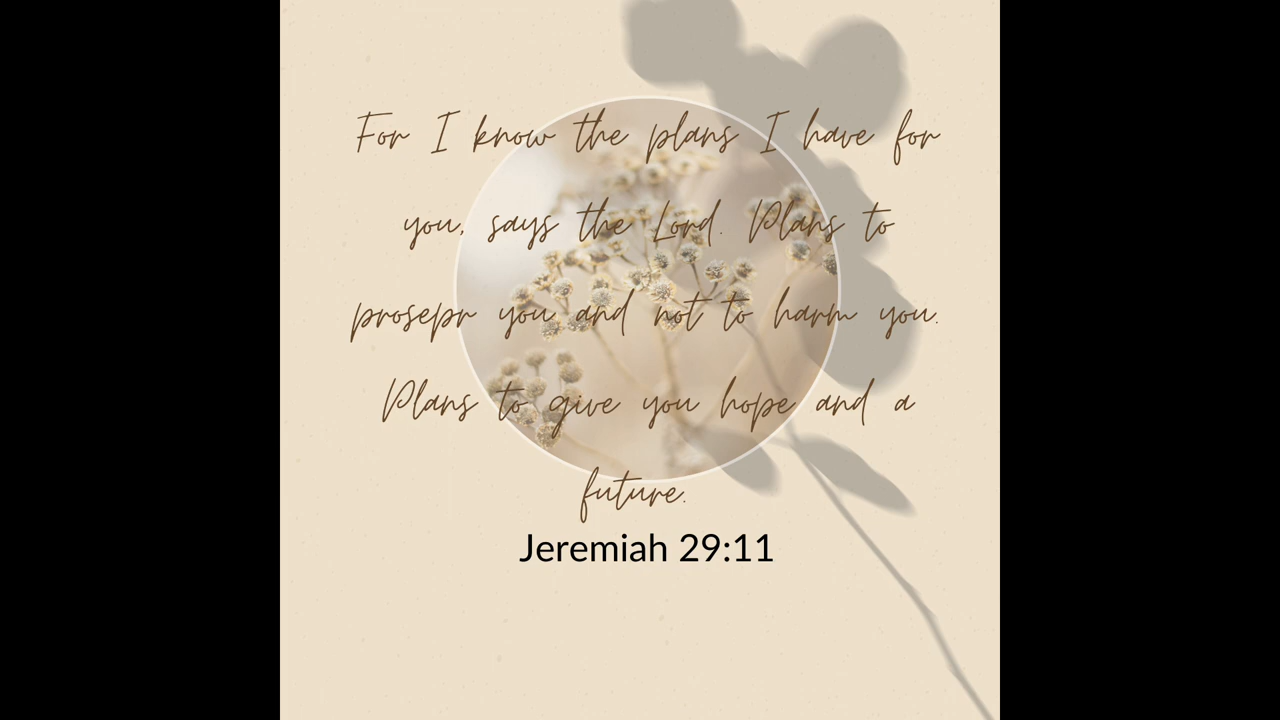 For I know the plans I have for
you, says the Lord. Plans to
prosepr you and not to harm you.
Plans to give you hope and a
future.
Jeremiah 29:11